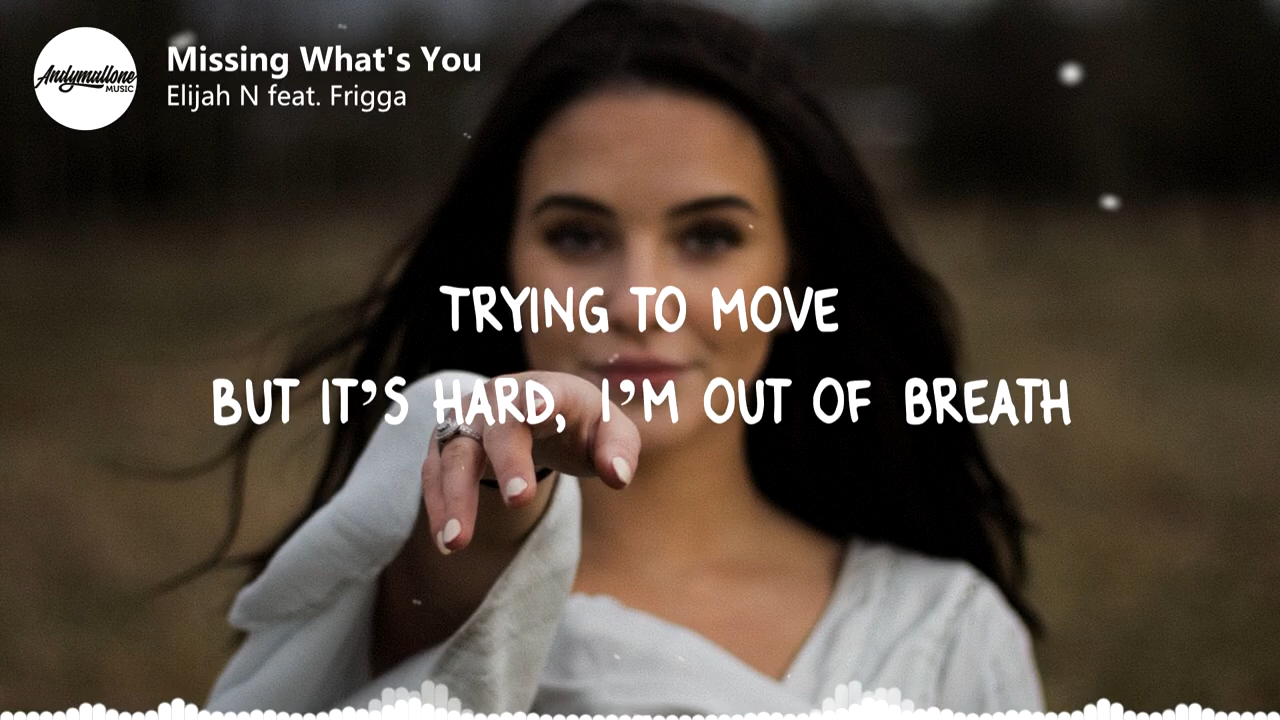 Andymallone
MUSIC
Missing What's You
Elijah N feat. Frigga
TRYING TO MOVE
BUT IT’S HARD, I’M OUT OF BREATH